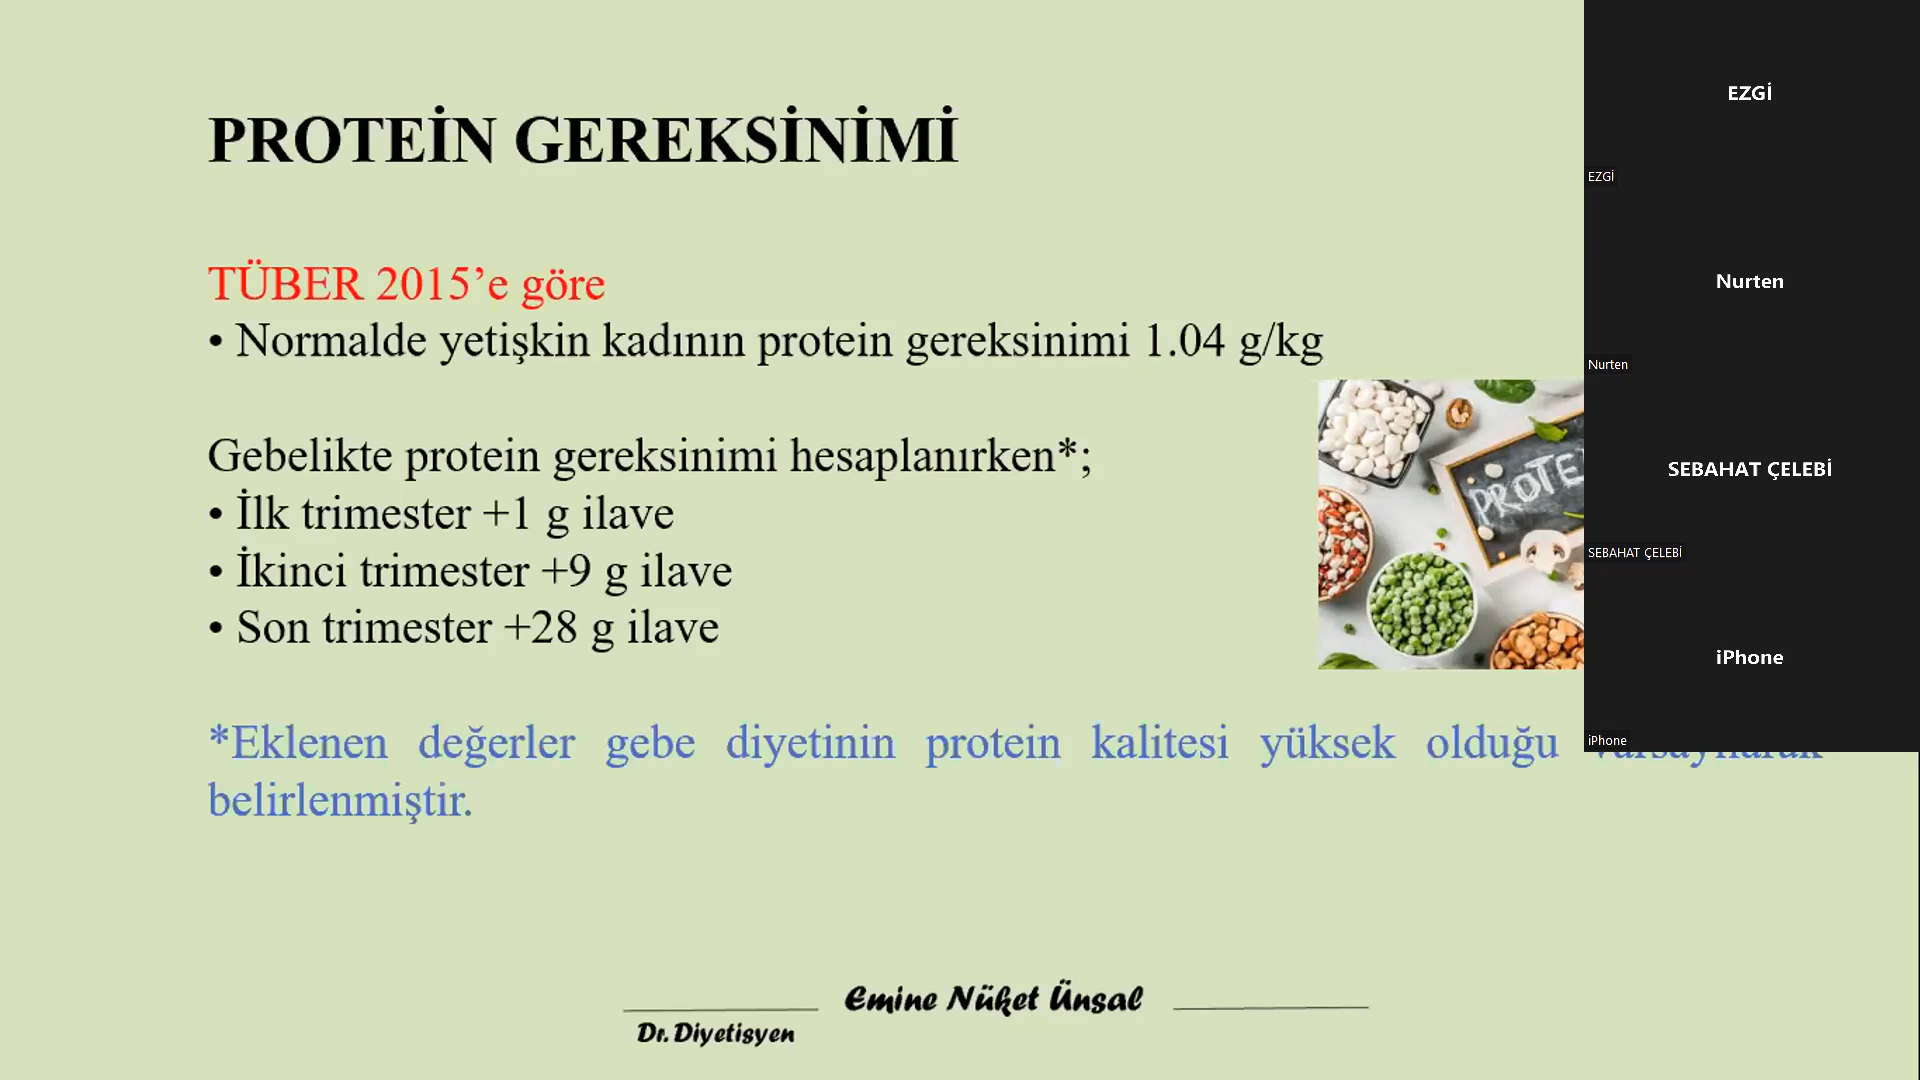 PROTEİN GEREKSİNİMİ
TÜBER 2015’e göre
• Normalde yetişkin kadının protein gereksinimi 1.04 g/kg
Gebelikte protein gereksinimi hesaplanırken*;
• İlk trimester +1 g ilave
• İkinci trimester +9 g ilave
• Son trimester +28 g ilave
*Eklenen değerler gebe diyetinin protein kalitesi yüksek olduğu
belirlenmiştir.
PROTE
Emine Nüket Ünsal
Dr. Diyetisyen
EZGİ
EZGİ
Nurten
Nurten
SEBAHAT ÇELEBİ
SEBAHAT ÇELEBİ
iPhone
iPhone